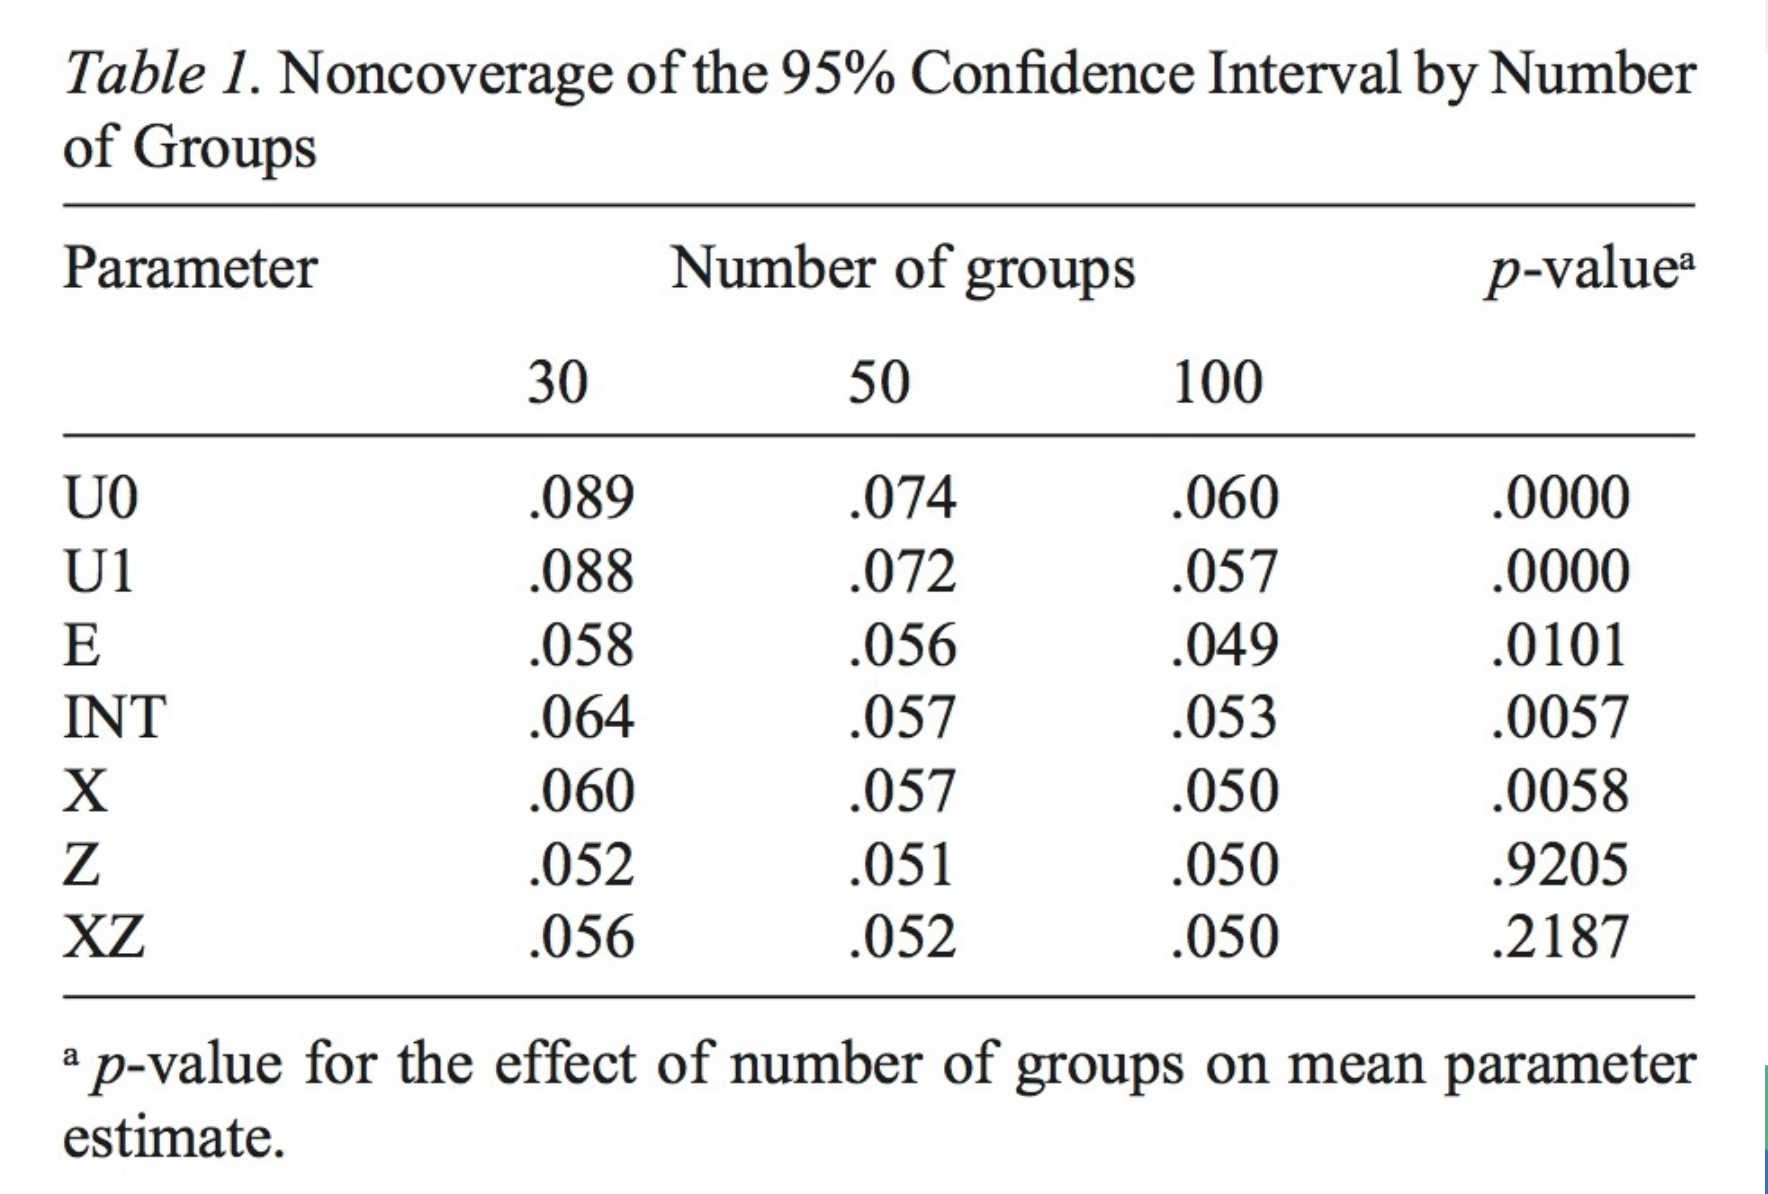 Table 1. Noncoverage of the 95% Confidence Interval by Number
of Groups
Parameter Number of groups p-valueᵃ
30 50 100
U0 .089 .074 .060 .0000
U1 .088 .072 .057 .0000
E .058 .056 .049 .0101
INT .064 .057 .053 .0057
X .060 .057 .050 .0058
Z .052 .051 .050 .9205
XZ .056 .052 .050 .2187
ᵃ p-value for the effect of number of groups on mean parameter
estimate.